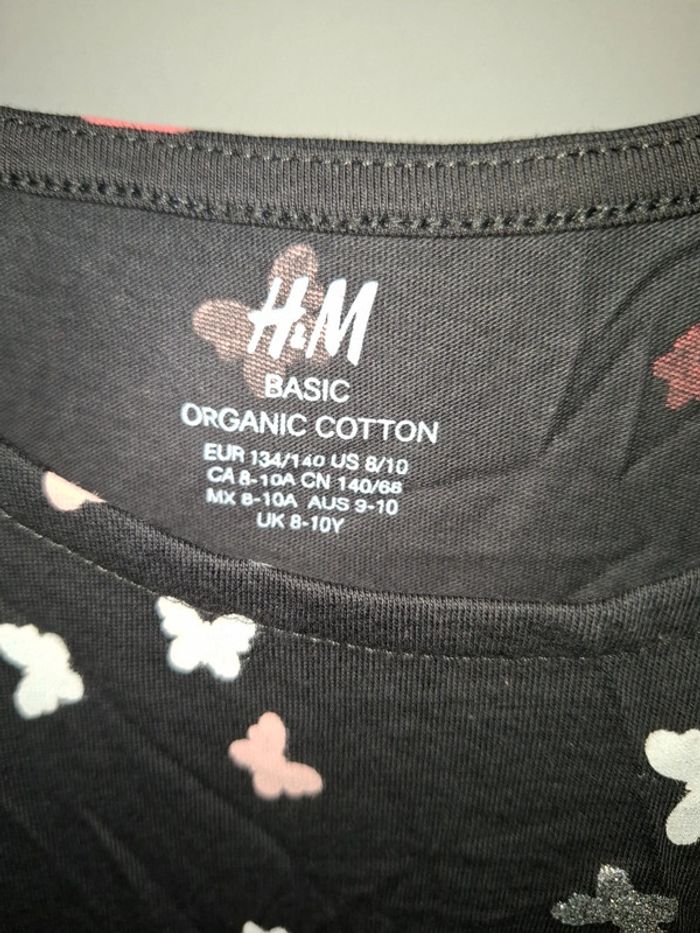 H&M
BASIC
ORGANIC COTTON
EUR 134/140 US 8/10
CA 8-10A CN 140/68
MX 8-10A AUS 9-10
UK 8-10Y